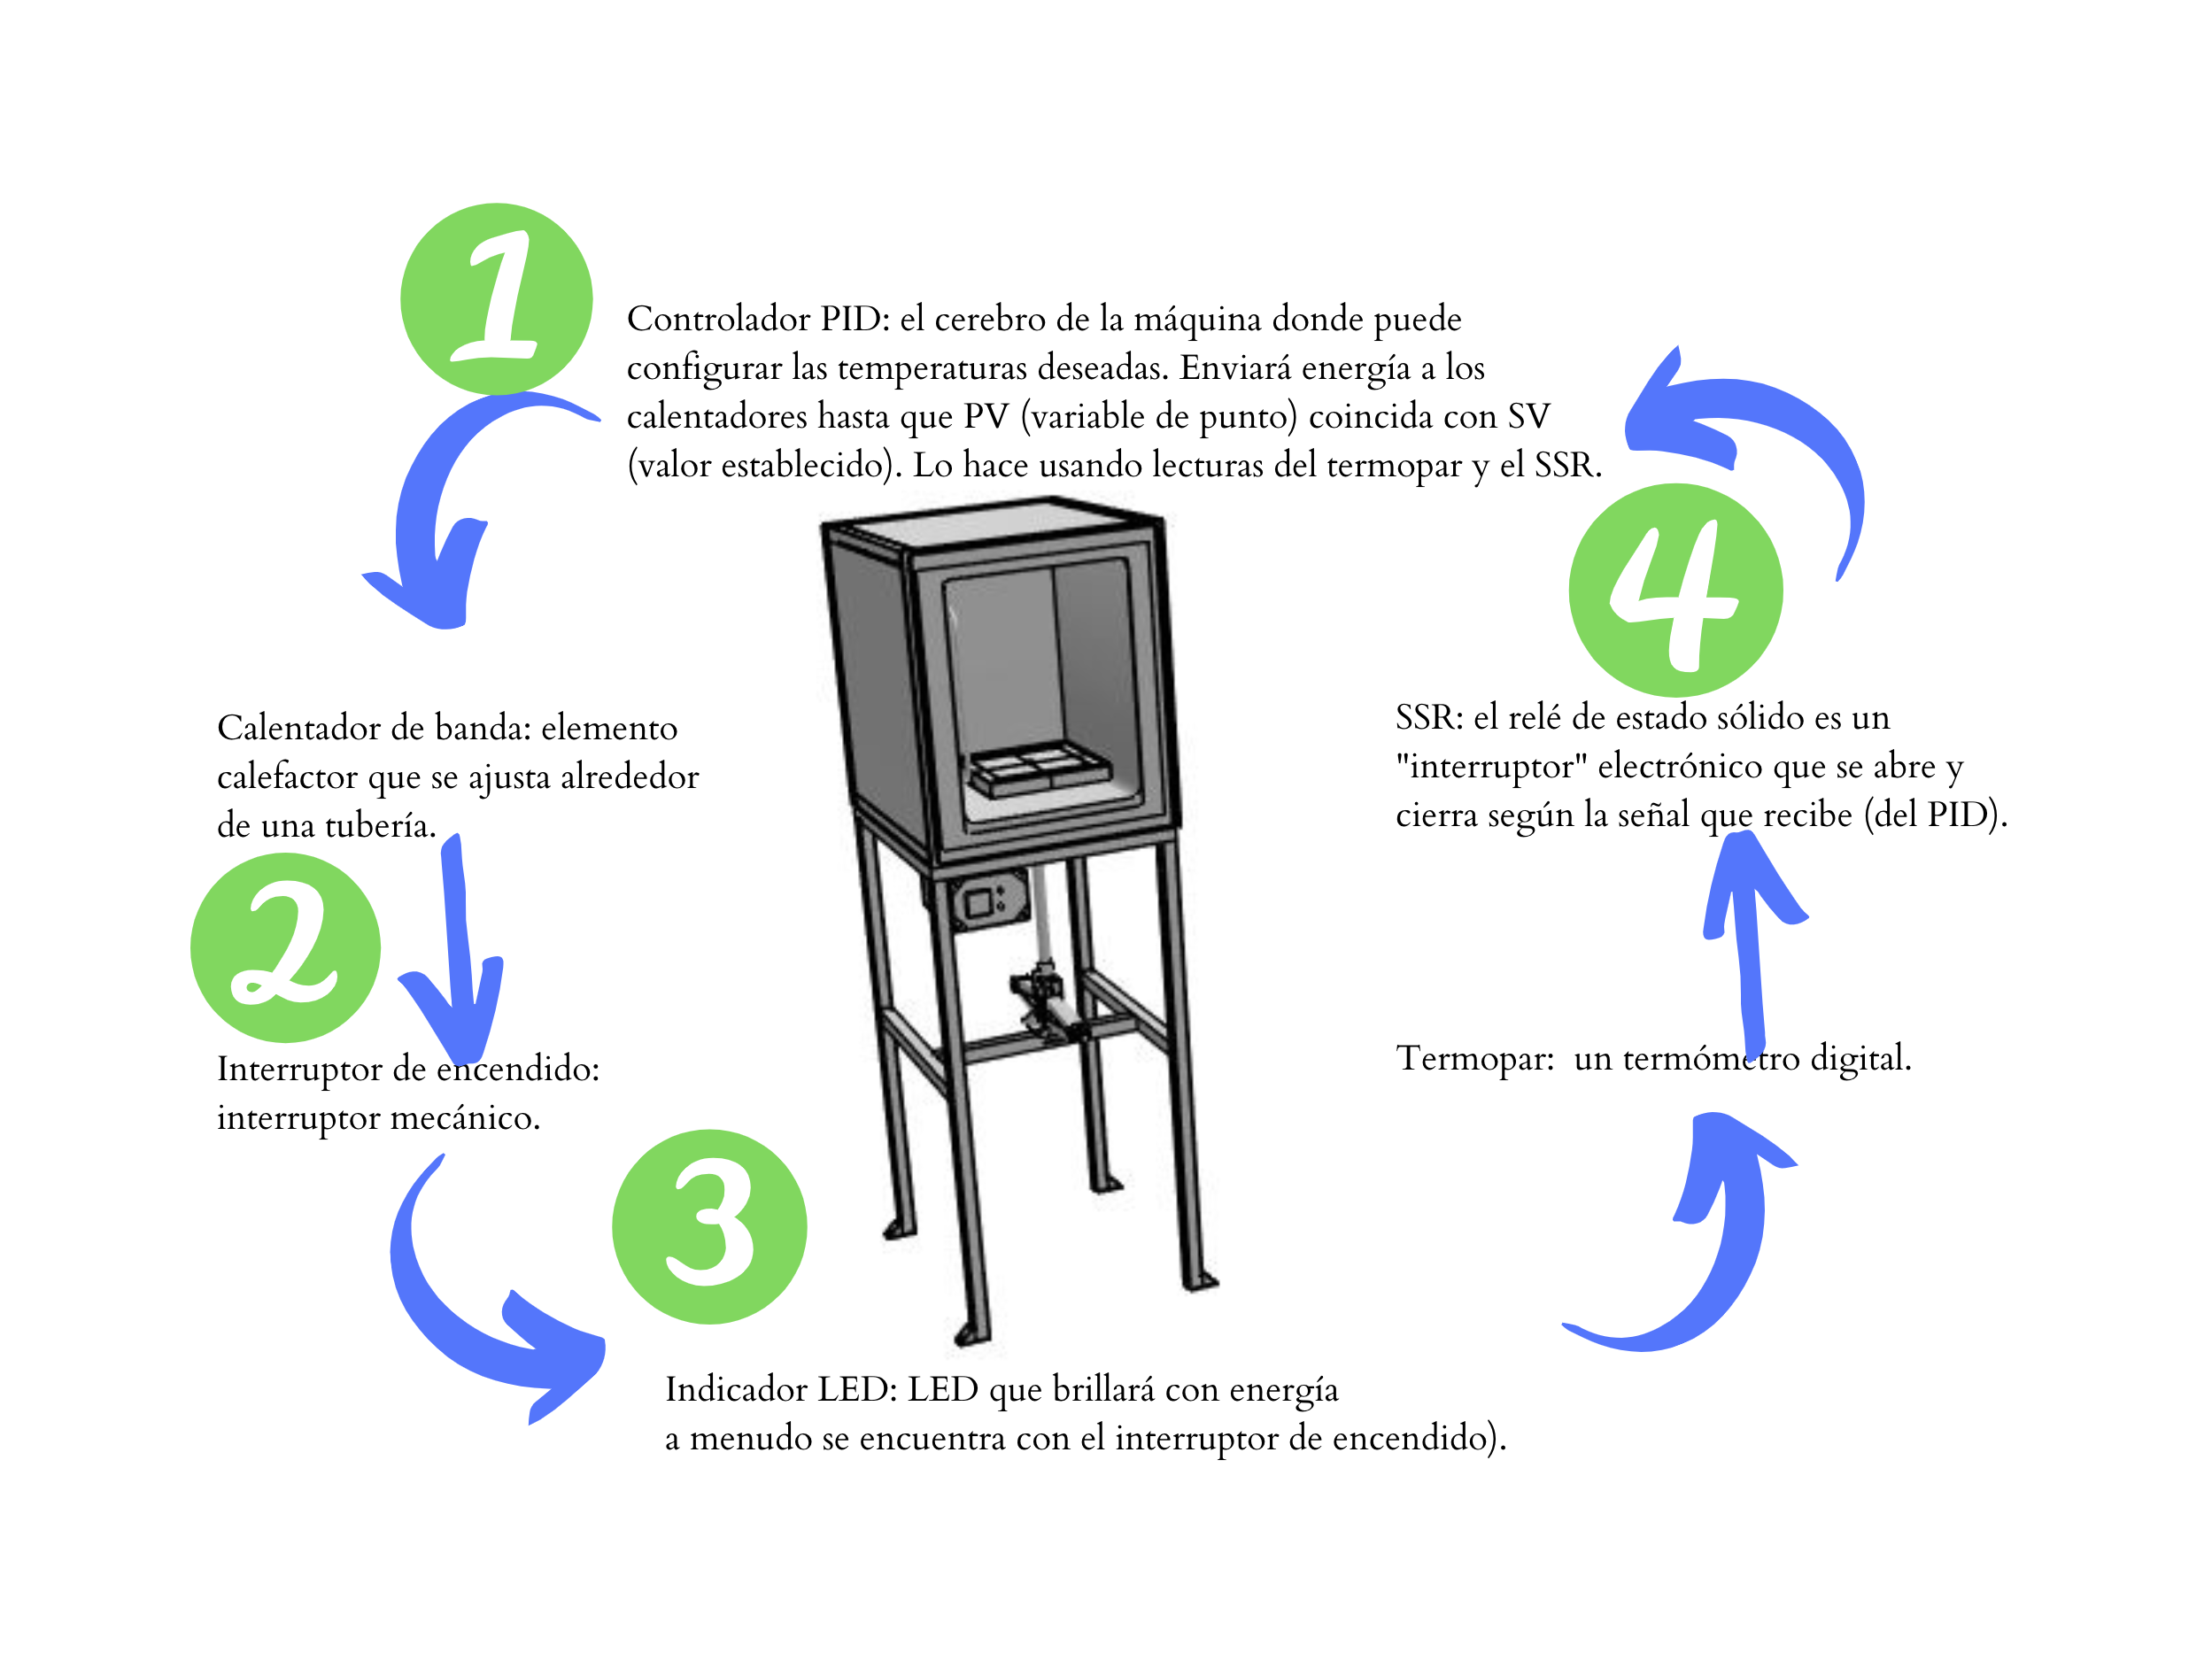 1
Controlador PID: el cerebro de la máquina donde puede
configurar las temperaturas deseadas. Enviará energía a los
calentadores hasta que PV (variable de punto) coincida con SV
(valor establecido). Lo hace usando lecturas del termopar y el SSR.
Calentador de banda: elemento
calefactor que se ajusta alrededor
de una tubería.
2
Interruptor de encendido:
interruptor mecánico.
3
Indicador LED: LED que brillará con energía
a menudo se encuentra con el interruptor de encendido).
Termopar:  un termómetro digital.
4
SSR: el relé de estado sólido es un
"interruptor" electrónico que se abre y
cierra según la señal que recibe (del PID).